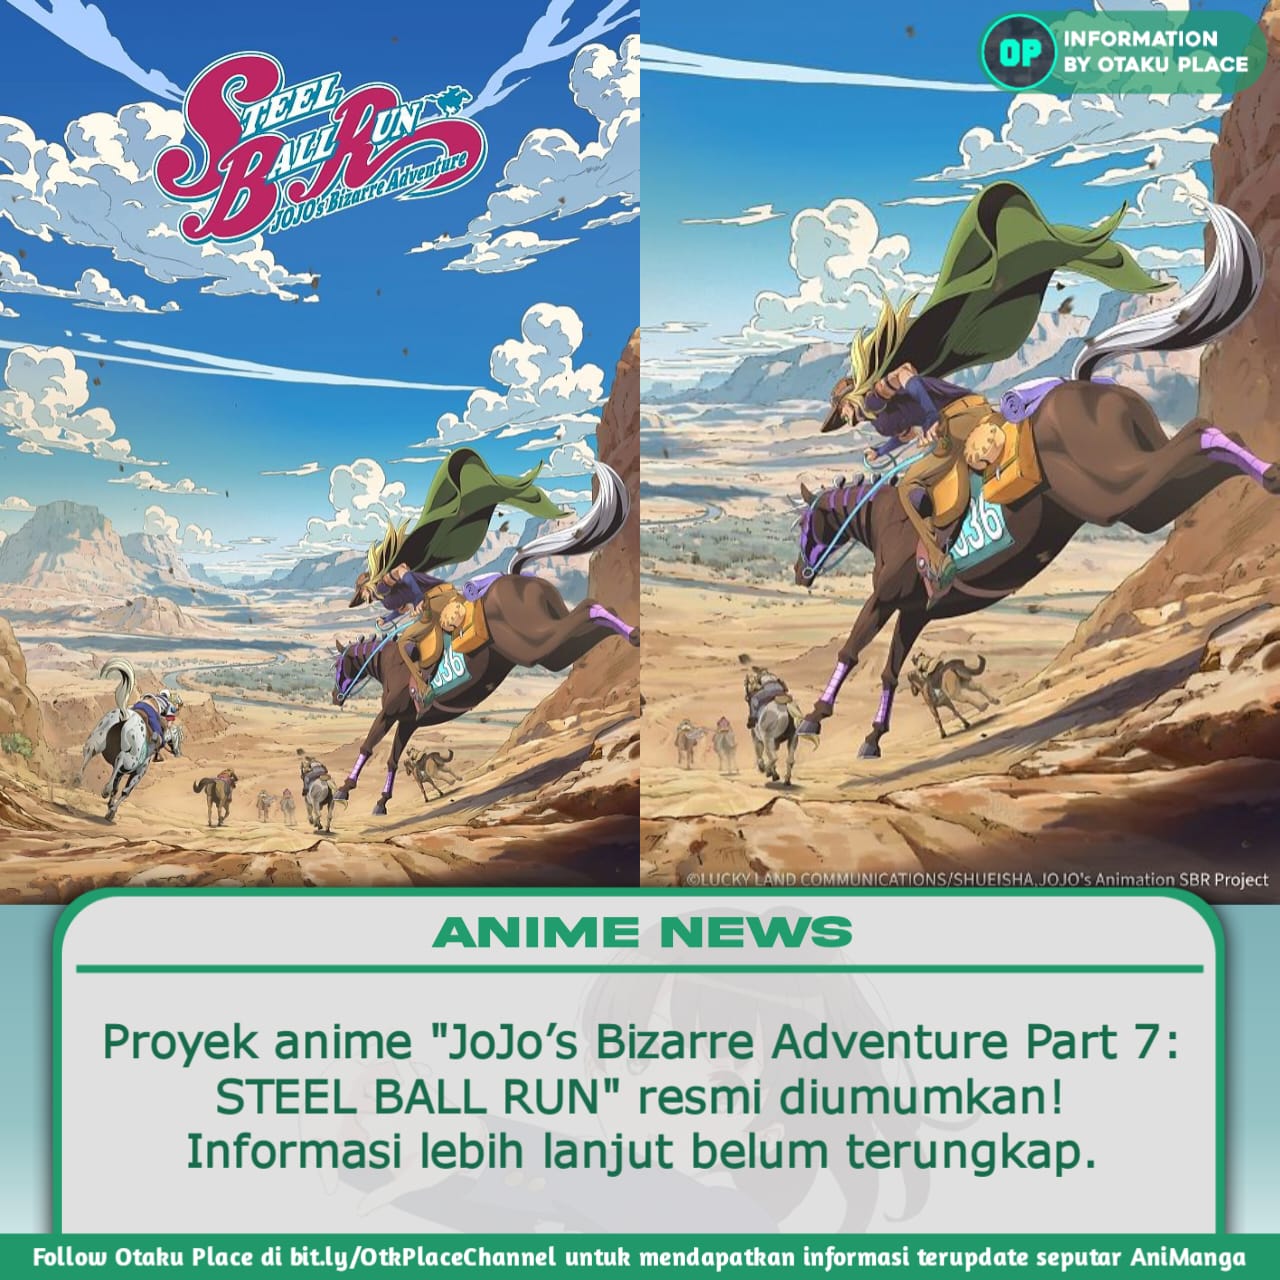 STEEL
BALL RUN
JOJO's Bizarre Adventure
OP
INFORMATION
BY OTAKU PLACE
036
036
©LUCKY LAND COMMUNICATIONS/SHUEISHA,JOJO's Animation SBR Project
ANIME NEWS
Proyek anime "JoJo’s Bizarre Adventure Part 7:
STEEL BALL RUN" resmi diumumkan!
Informasi lebih lanjut belum terungkap.
Follow Otaku Place di bit.ly/OtkPlaceChannel untuk mendapatkan informasi terupdate seputar AniManga